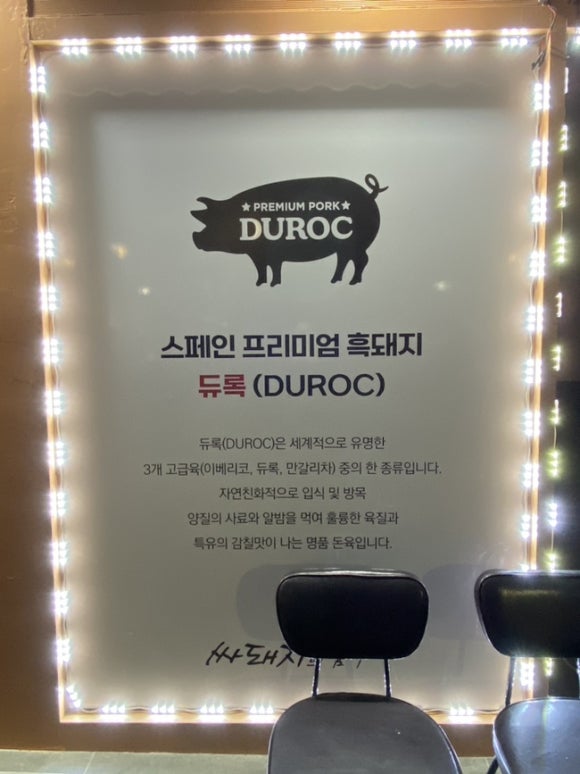 ★ PREMIUM PORK ★
DUROC
스페인 프리미엄 흑돼지
듀록 (DUROC)
듀록(DUROC)은 세계적으로 유명한
3개 고급육(이베리코, 듀록, 만갈리차) 중의 한 종류입니다.
자연친화적으로 입식 및 방목
양질의 사료와 알밤을 먹여 훌륭한 육질과
특유의 감칠맛이 나는 명품 돈육입니다.
싸돼지